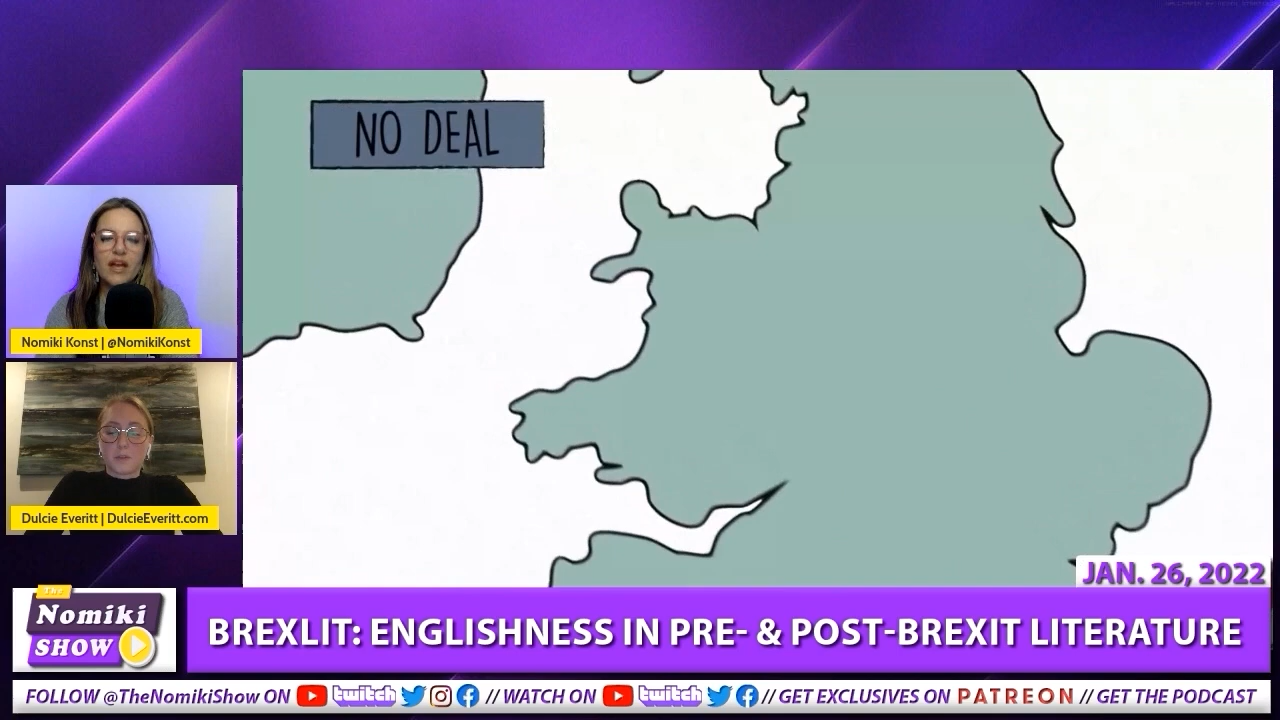 NO DEAL
Nomiki Konst | @NomikiKonst
Dulcie Everitt | DulcieEveritt.com
JAN. 26, 2022
The
Nomiki
SHOW
BREXLIT: ENGLISHNESS IN PRE- & POST-BREXIT LITERATURE
FOLLOW @TheNomikiShow ON twitch // WATCH ON twitch // GET EXCLUSIVES ON PATREON // GET THE PODCAST